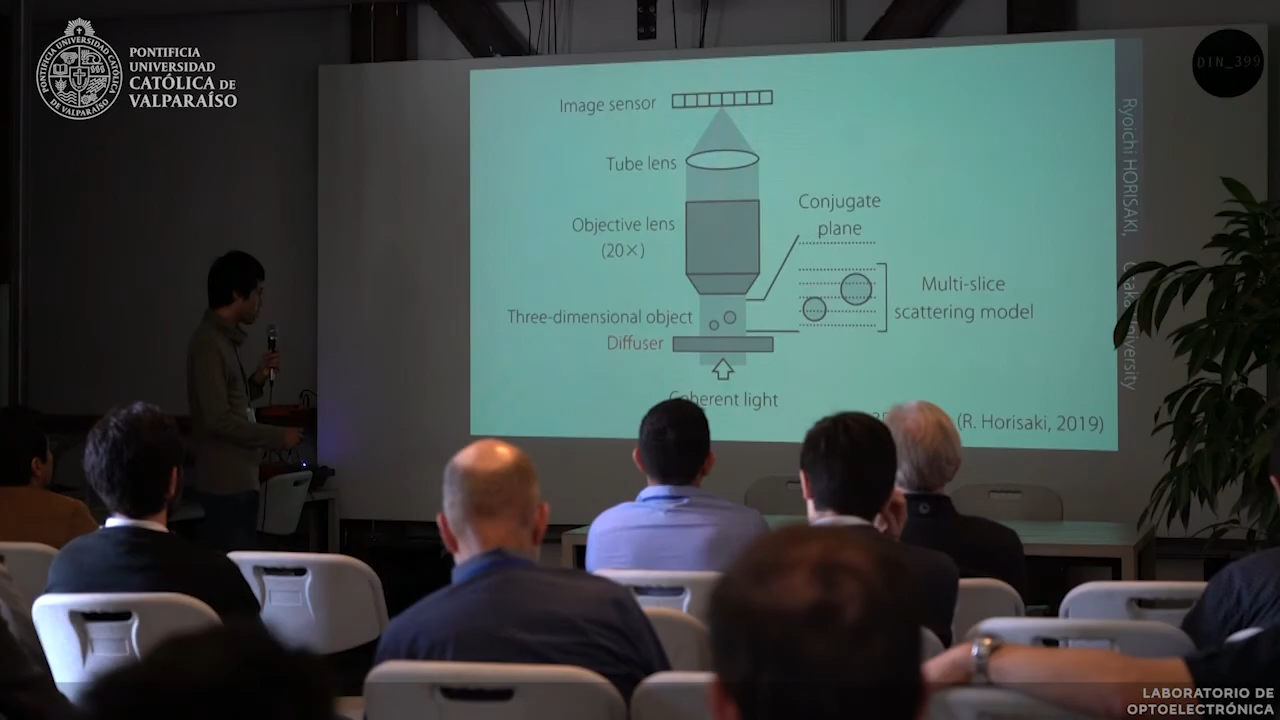 PONTIFICIA
UNIVERSIDAD
CATÓLICA DE
VALPARAÍSO
DIN_399
Image sensor
Tube lens
Objective lens
(20×)
Conjugate
plane
Three-dimensional object
Diffuser
Multi-slice
scattering model
Coherent light
(R. Horisaki, 2019)
Ryoichi HORISAKI, University
LABORATORIO DE
OPTOELECTRÓNICA